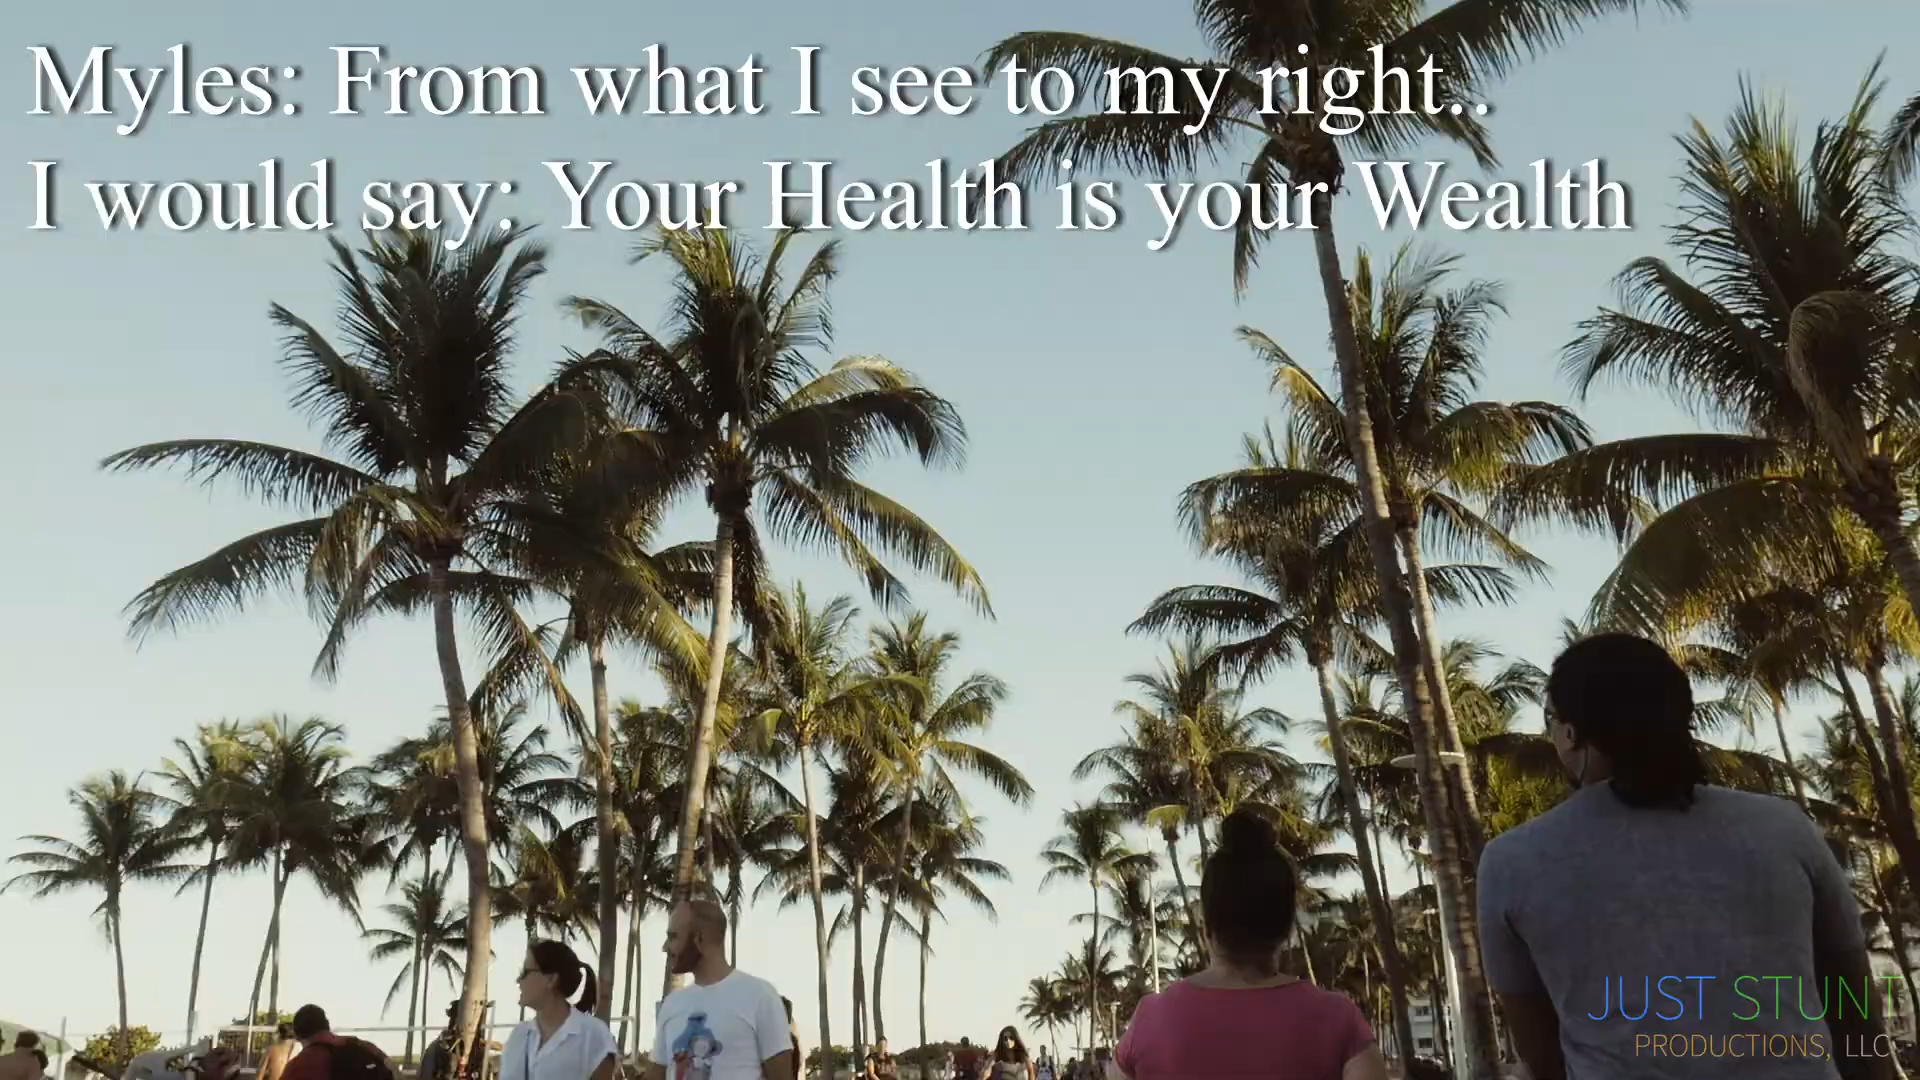 Myles: From what I see to my right..
I would say: Your Health is your Wealth
JUST STUNT
PRODUCTIONS, LLC